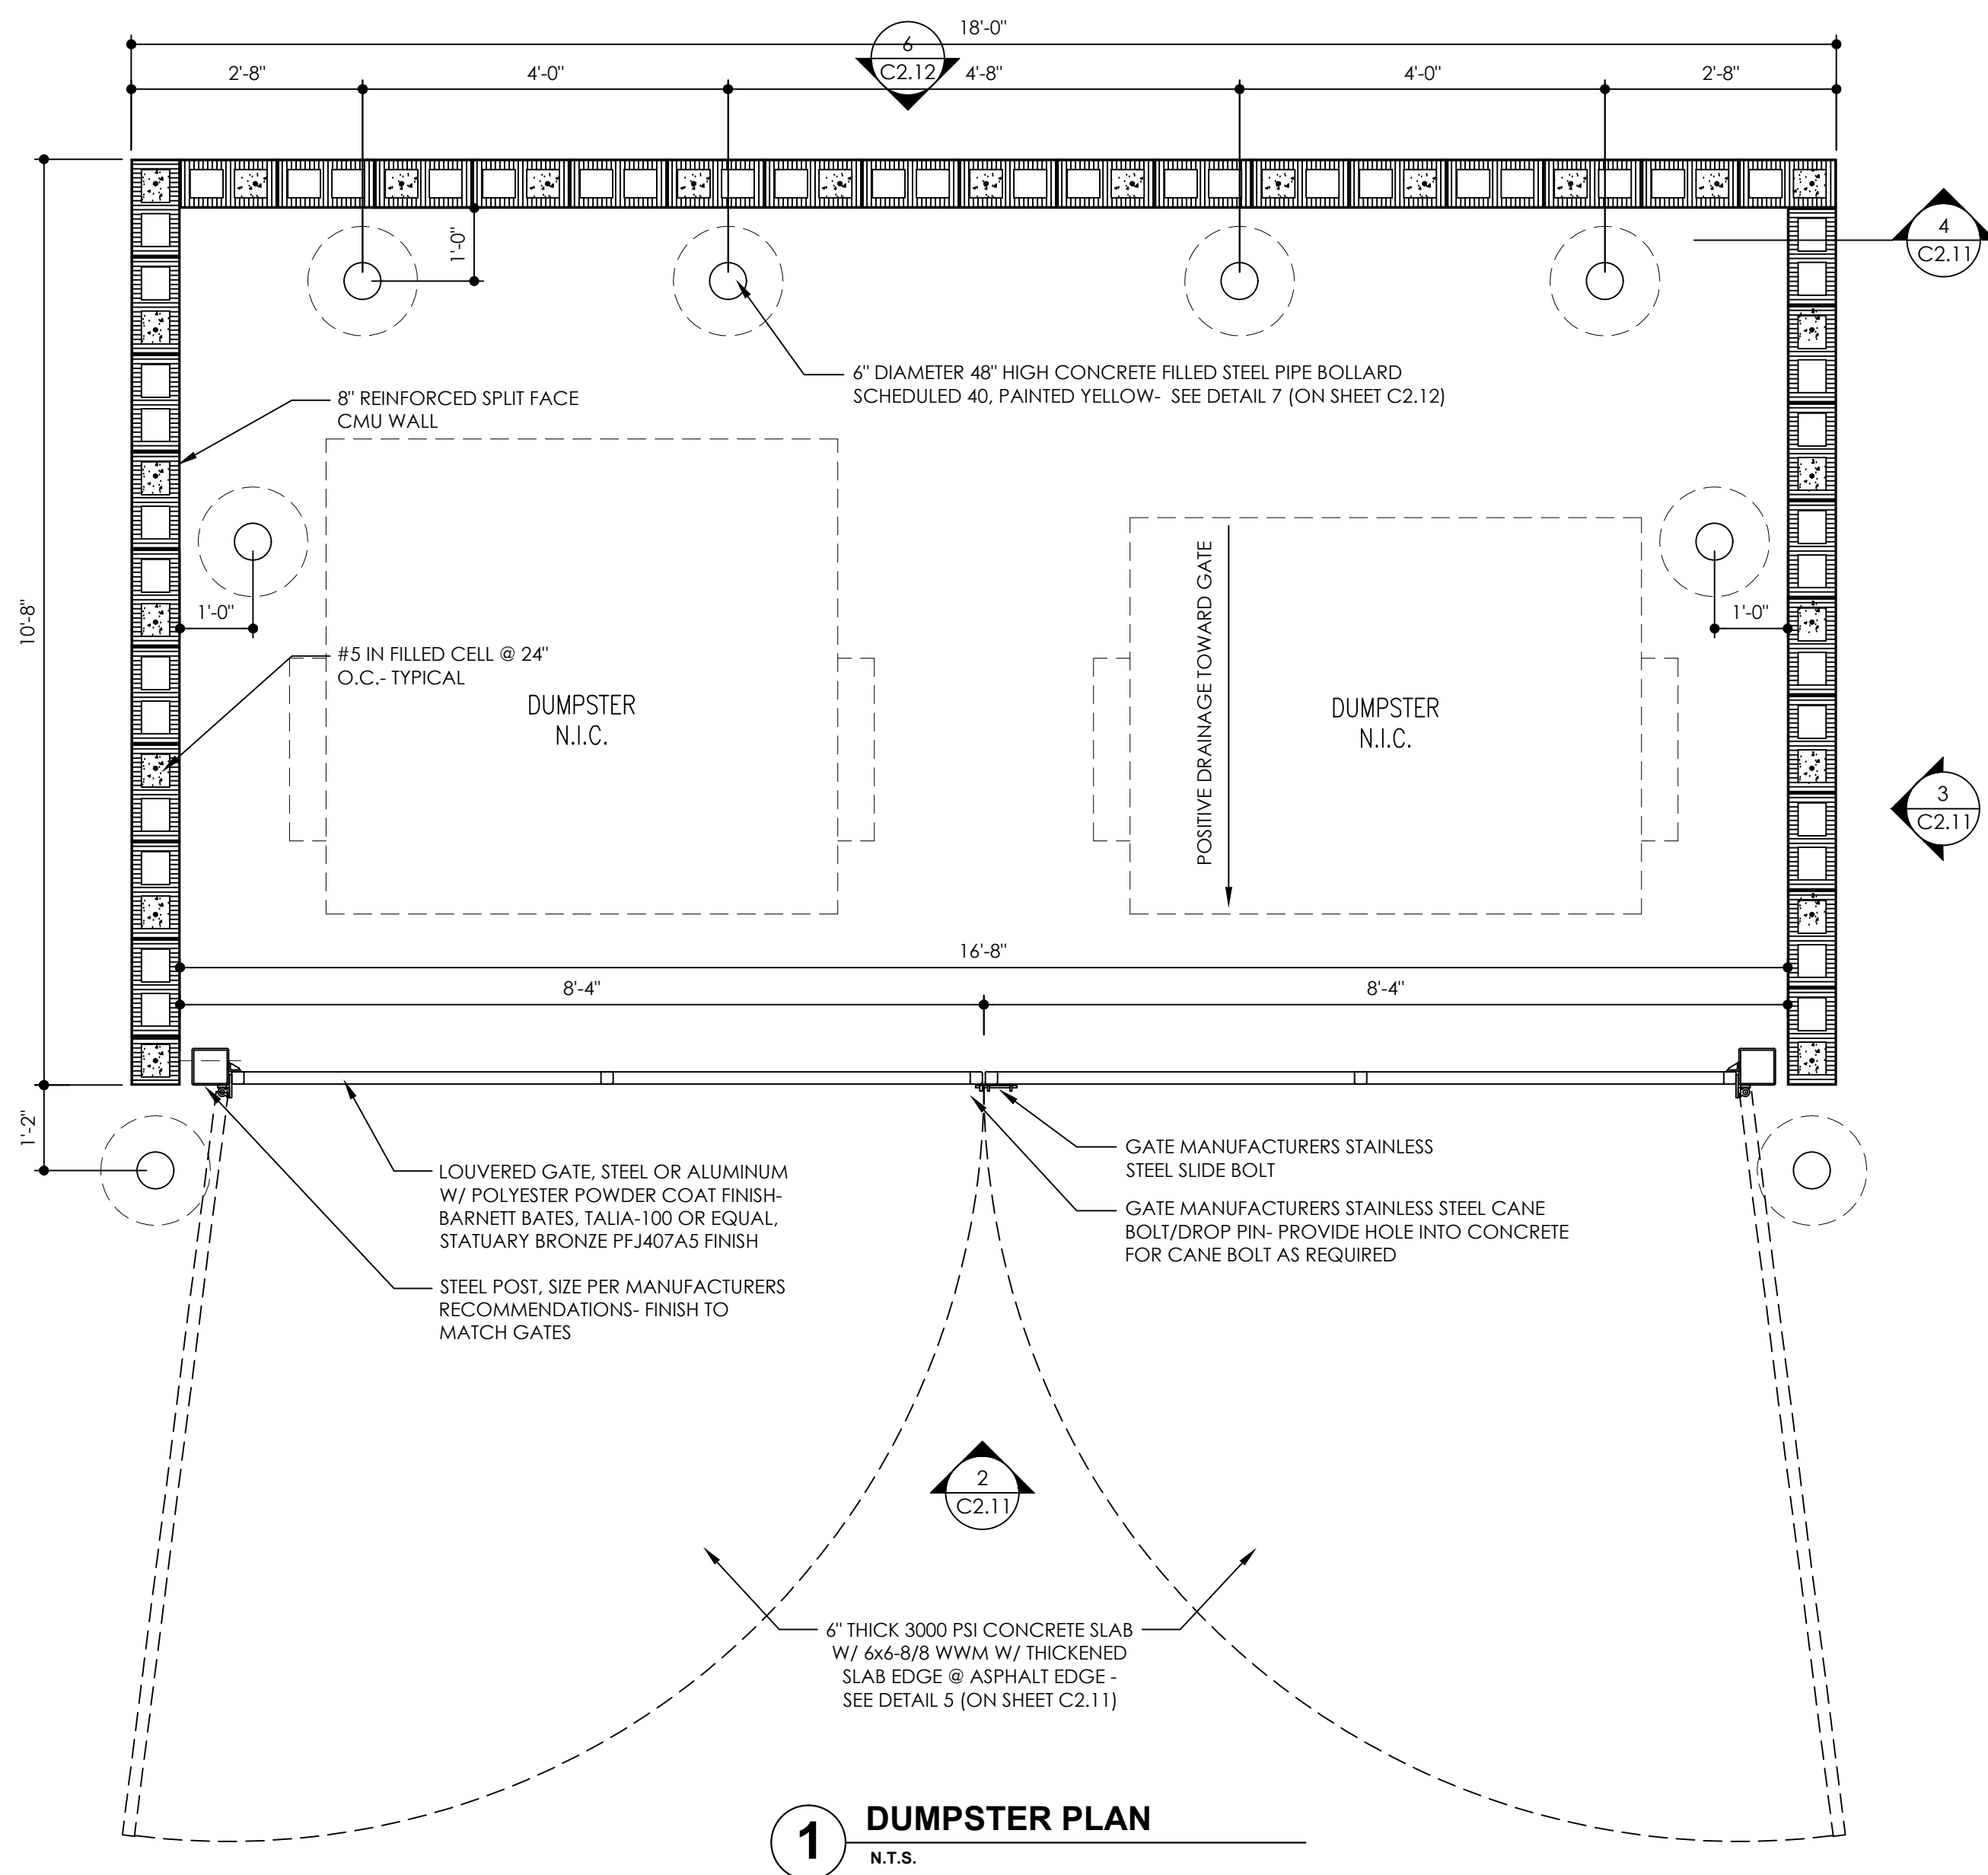 18'-0"
6
C2.12
2'-8"
4'-0"
4'-8"
4'-0"
2'-8"
1'-0"
4
C2.11
10'-8"
6" DIAMETER 48" HIGH CONCRETE FILLED STEEL PIPE BOLLARD
SCHEDULED 40, PAINTED YELLOW- SEE DETAIL 7 (ON SHEET C2.12)
8" REINFORCED SPLIT FACE
CMU WALL
1'-0"
1'-0"
#5 IN FILLED CELL @ 24"
O.C.- TYPICAL
DUMPSTER
N.I.C.
POSITIVE DRAINAGE TOWARD GATE
DUMPSTER
N.I.C.
3
C2.11
16'-8"
8'-4"
8'-4"
1'-2"
LOUVERED GATE, STEEL OR ALUMINUM
W/ POLYESTER POWDER COAT FINISH-
BARNETT BATES, TALIA-100 OR EQUAL,
STATUARY BRONZE PFJ407A5 FINISH
STEEL POST, SIZE PER MANUFACTURERS
RECOMMENDATIONS- FINISH TO
MATCH GATES
GATE MANUFACTURERS STAINLESS
STEEL SLIDE BOLT
GATE MANUFACTURERS STAINLESS STEEL CANE
BOLT/DROP PIN- PROVIDE HOLE INTO CONCRETE
FOR CANE BOLT AS REQUIRED
2
C2.11
6" THICK 3000 PSI CONCRETE SLAB
W/ 6x6-8/8 WWM W/ THICKENED
SLAB EDGE @ ASPHALT EDGE -
SEE DETAIL 5 (ON SHEET C2.11)
1
DUMPSTER PLAN
N.T.S.